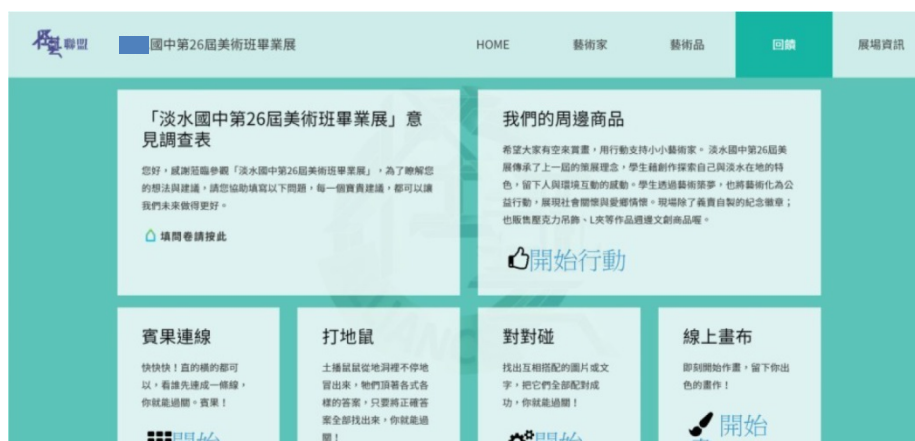 聯盟
國中第26屆美術班畢業展
HOME
藝術家
藝術品
回饋
展場資訊
「淡水國中第26屆美術班畢業展」意
見調查表
您好,感謝蒞臨參觀「淡水國中第26屆美術班畢業展」,為了瞭解您
的想法與建議,請您協助填寫以下問題,每一個寶貴建議,都可以讓
我們未來做得更好。
填問卷請按此
我們的周邊商品
希望大家有空來賞畫,用行動支持小小藝術家。淡水國中第26屆美
展傳承了上一屆的策展理念,學生藉創作探索自己與淡水在地的特
色,留下人與環境互動的感動。學生透過藝術築夢,也將藝術化為公
益行動,展現社會關懷與愛鄉情懷。現場除了義賣自製的紀念徽章;
也販售壓克力吊飾、L夾等作品週邊文創商品喔。
開始行動
賓果連線
快快快!直的橫的都可
以,看誰先連成一條線,
你就能過關。賓果!
開始
打地鼠
土播鼠鼠從地洞裡不停地
冒出來,牠們頂著各式各
樣的答案,只要將正確答
案全部找出來,你就能過
關!
對對碰
找出互相搭配的圖片或文
字,把它們全部配對成
功,你就能過關!
開始
線上畫布
即刻開始作畫,留下你出
色的畫作!
開始